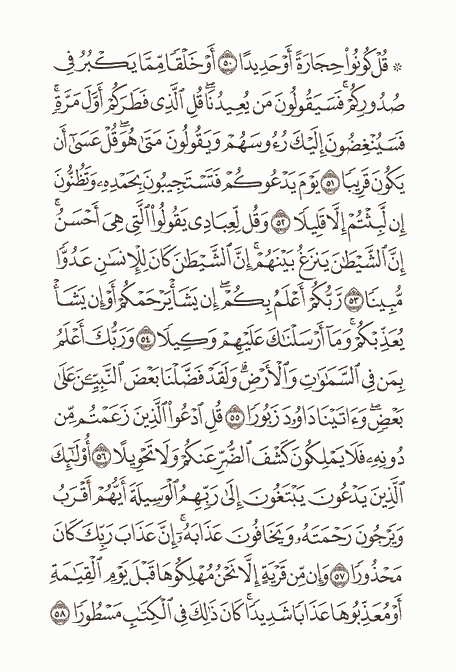 ۞ قُلْ كُونُوا۟ حِجَارَةً أَوْ حَدِيدًا ۝٥٠ أَوْ خَلْقًا مِّمَّا يَكْبُرُ فِى
صُدُورِكُمْ ۚ فَسَيَقُولُونَ مَن يُعِيدُنَا ۖ قُلِ ٱلَّذِى فَطَرَكُمْ أَوَّلَ مَرَّةٍ ۚ
فَسَيُنْغِضُونَ إِلَيْكَ رُءُوسَهُمْ وَيَقُولُونَ مَتَىٰ هُوَ ۖ قُلْ عَسَىٰٓ أَن
يَكُونَ قَرِيبًا ۝٥١ يَوْمَ يَدْعُوكُمْ فَتَسْتَجِيبُونَ بِحَمْدِهِۦ وَتَظُنُّونَ
إِن لَّبِثْتُمْ إِلَّا قَلِيلًا ۝٥٢ وَقُل لِّعِبَادِى يَقُولُوا۟ ٱلَّتِى هِىَ أَحْسَنُ ۚ
إِنَّ ٱلشَّيْطَٰنَ يَنزَغُ بَيْنَهُمْ ۚ إِنَّ ٱلشَّيْطَٰنَ كَانَ لِلْإِنسَٰنِ عَدُوًّا
مُّبِينًا ۝٥٣ رَّبُّكُمْ أَعْلَمُ بِكُمْ ۖ إِن يَشَأْ يَرْحَمْكُمْ أَوْ إِن يَشَأْ
يُعَذِّبْكُمْ ۚ وَمَآ أَرْسَلْنَٰكَ عَلَيْهِمْ وَكِيلًا ۝٥٤ وَرَبُّكَ أَعْلَمُ
بِمَن فِى ٱلسَّمَٰوَٰتِ وَٱلْأَرْضِ ۗ وَلَقَدْ فَضَّلْنَا بَعْضَ ٱلنَّبِيِّـۧنَ عَلَىٰ
بَعْضٍ ۖ وَءَاتَيْنَا دَاوُۥدَ زَبُورًا ۝٥٥ قُلِ ٱدْعُوا۟ ٱلَّذِينَ زَعَمْتُم مِّن
دُونِهِۦ فَلَا يَمْلِكُونَ كَشْفَ ٱلضُّرِّ عَنكُمْ وَلَا تَحْوِيلًا ۝٥٦ أُو۟لَٰٓئِكَ
ٱلَّذِينَ يَدْعُونَ يَبْتَغُونَ إِلَىٰ رَبِّهِمُ ٱلْوَسِيلَةَ أَيُّهُمْ أَقْرَبُ
وَيَرْجُونَ رَحْمَتَهُۥ وَيَخَافُونَ عَذَابَهُۥٓ ۚ إِنَّ عَذَابَ رَبِّكَ كَانَ
مَحْذُورًا ۝٥٧ وَإِن مِّن قَرْيَةٍ إِلَّا نَحْنُ مُهْلِكُوهَا قَبْلَ يَوْمِ ٱلْقِيَٰمَةِ
أَوْ مُعَذِّبُوهَا عَذَابًا شَدِيدًا ۚ كَانَ ذَٰلِكَ فِى ٱلْكِتَٰبِ مَسْطُورًا ۝٥٨